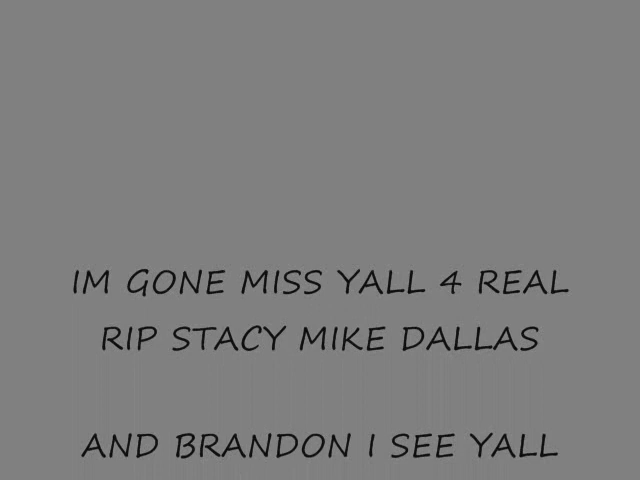 IM GONE MISS YALL 4 REAL
RIP STACY MIKE DALLAS
AND BRANDON I SEE YALL